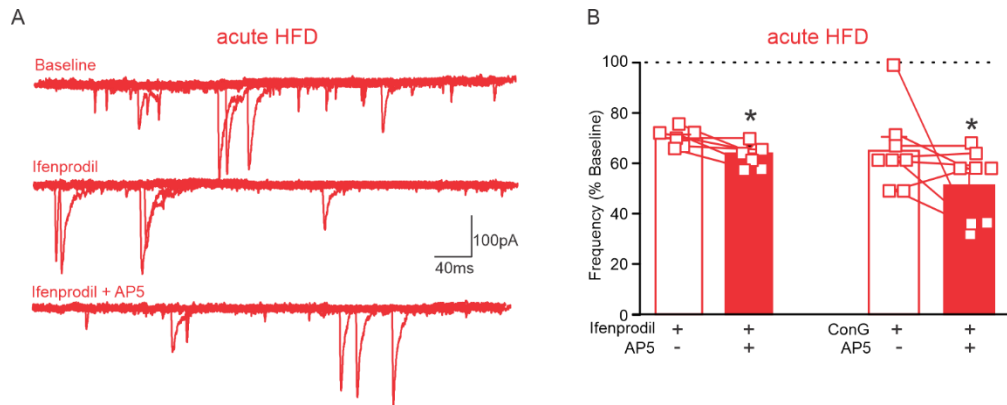 A
acute HFD
Baseline
Ifenprodil
100pA
40ms
Ifenprodil + AP5
B
acute HFD
Frequency (% Baseline)
100
80
60
40
20
0
*
*
Ifenprodil + + ConG + +
AP5 - + AP5 - +